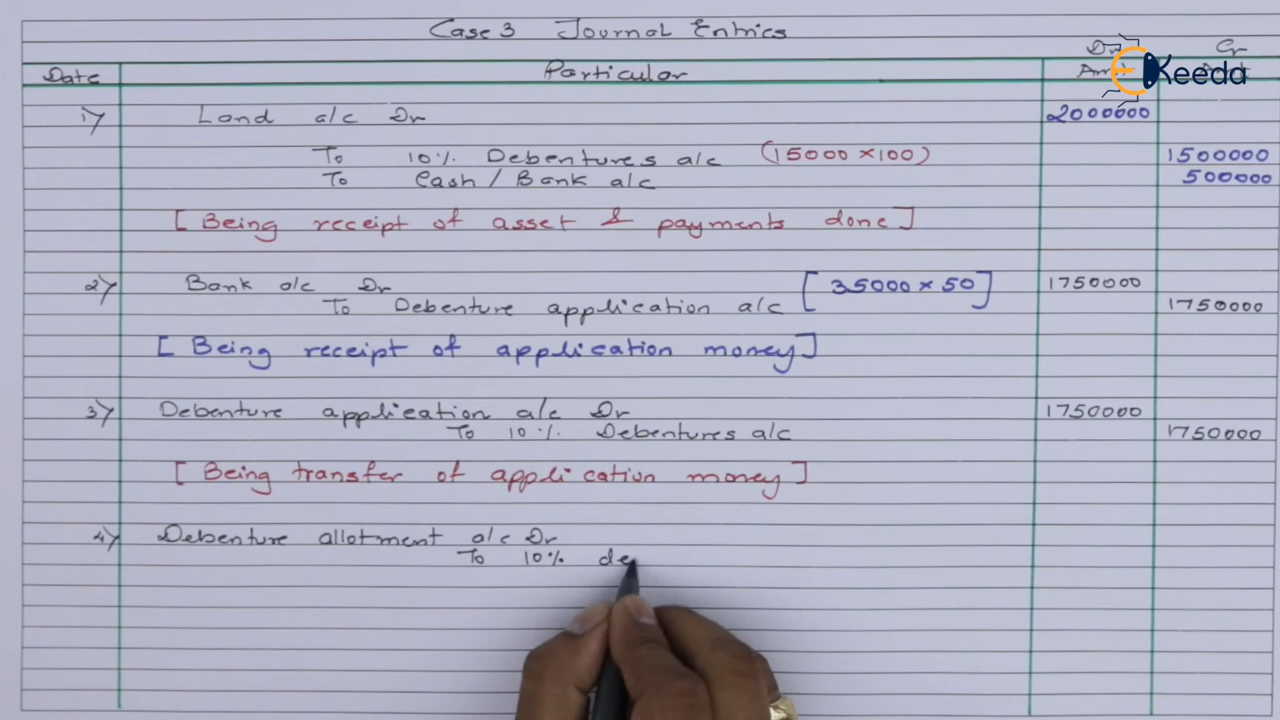 Case 3 Journal Entries
Dr Cr
Date Particular Amt
Keeda
1) Land a/c Dr 2000000
To 10% Debentures a/c (15000 × 100) 1500000
To Cash / Bank a/c 500000
[ Being receipt of asset & payments done ]
2) Bank a/c Dr [ 35000 × 50 ] 1750000
To Debenture application a/c 1750000
[ Being receipt of application money ]
3) Debenture application a/c Dr 1750000
To 10% Debentures a/c 1750000
[ Being transfer of application money ]
4) Debenture allotment a/c Dr
To 10% de